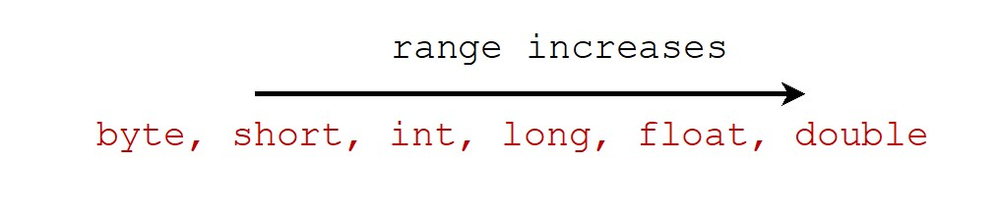 range increases
byte, short, int, long, float, double